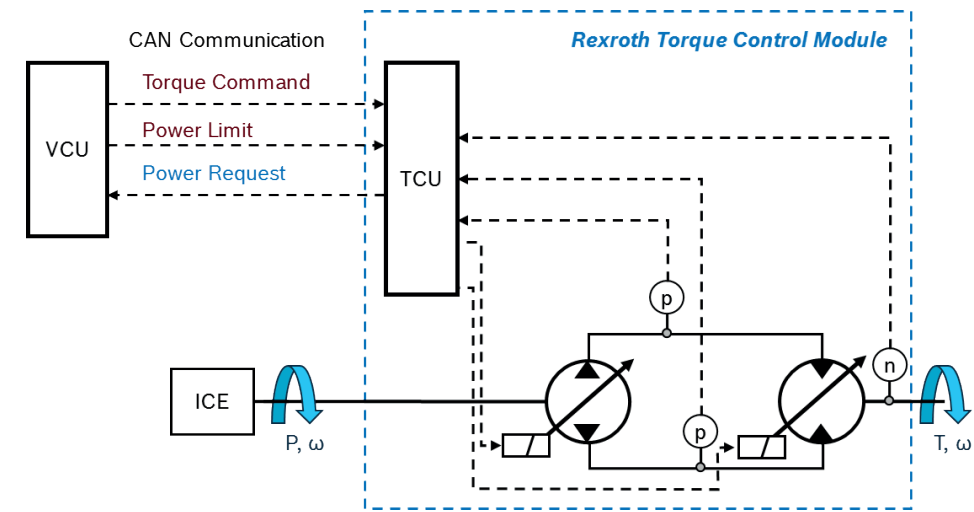 CAN Communication
Rexroth Torque Control Module
Torque Command
Power Limit
VCU
Power Request
TCU
p
n
ICE
p
P, ω
T, ω